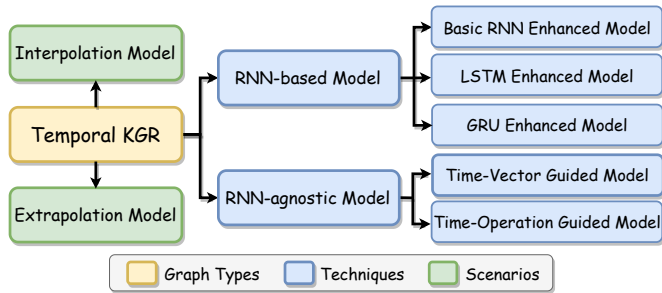 Interpolation Model
Temporal KGR
Extrapolation Model
RNN-based Model
RNN-agnostic Model
Basic RNN Enhanced Model
LSTM Enhanced Model
GRU Enhanced Model
Time-Vector Guided Model
Time-Operation Guided Model
Graph Types
Techniques
Scenarios